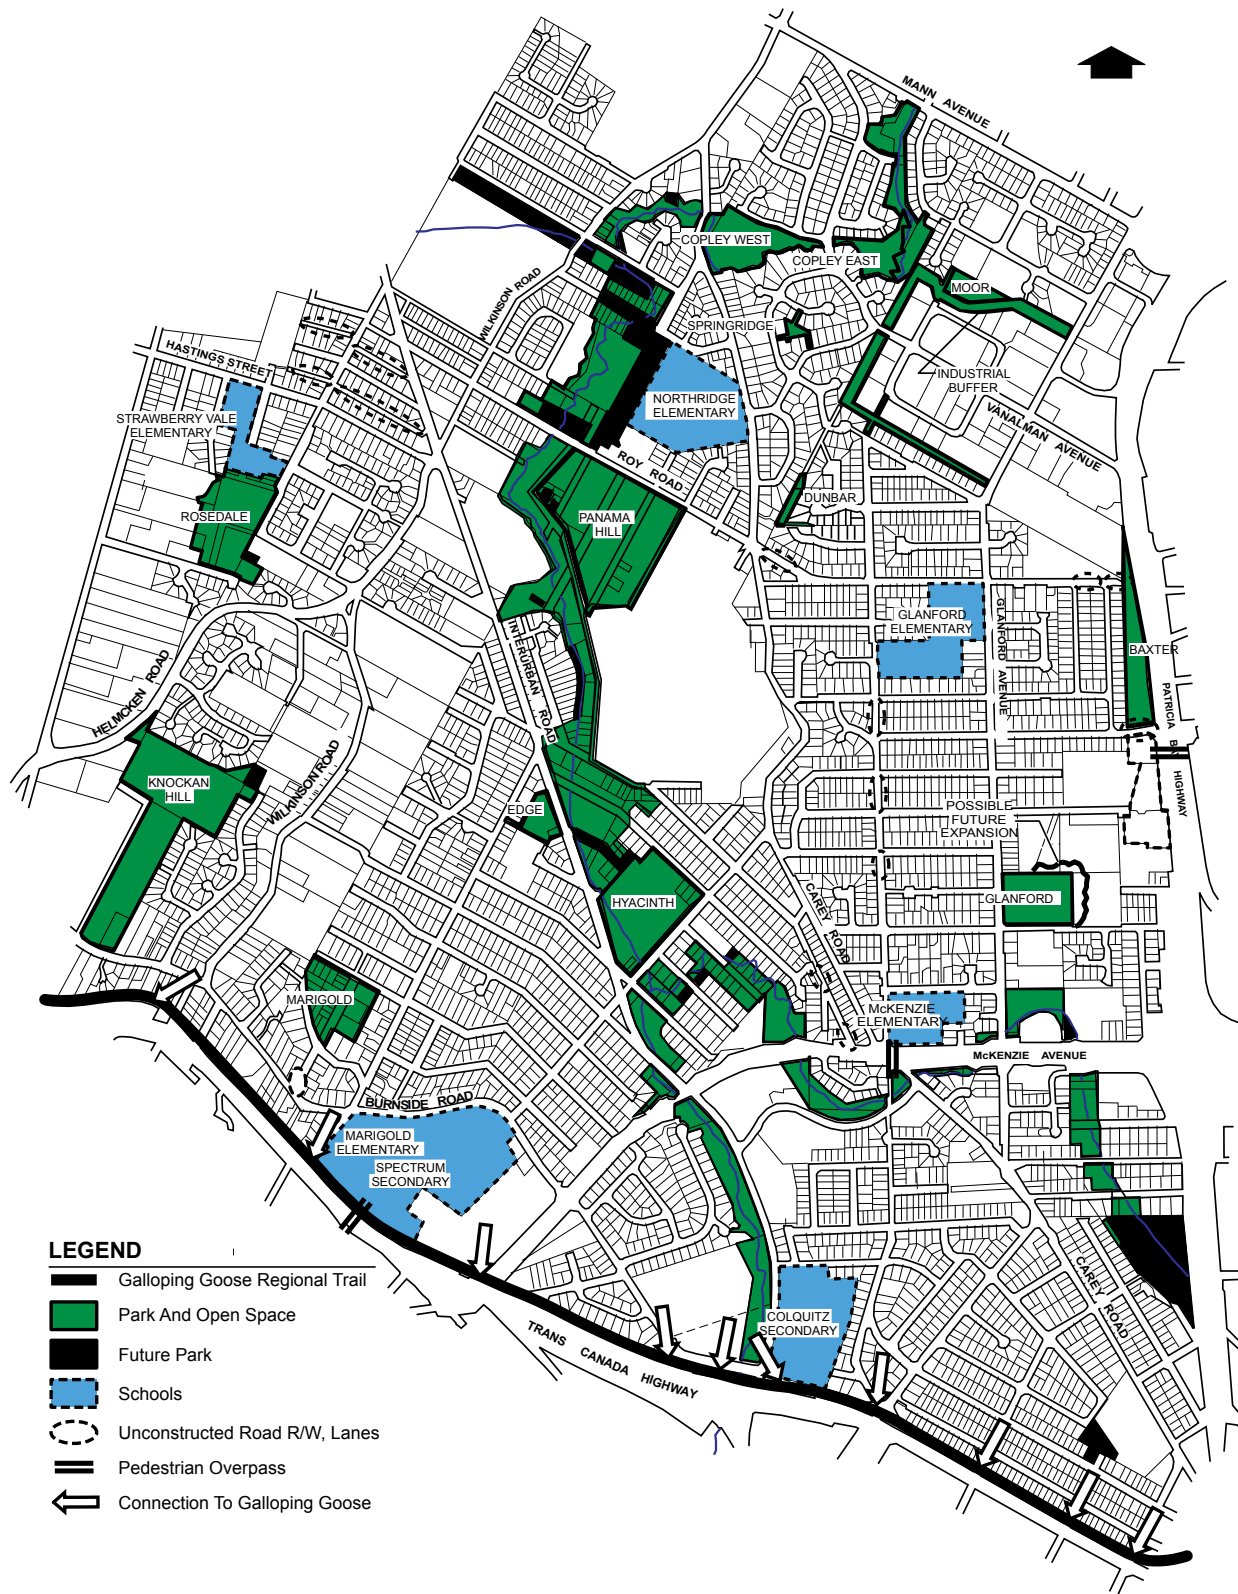 MANN AVENUE
COPLEY WEST
COPLEY EAST
MOOR
WILKINSON ROAD
SPRINGRIDGE
HASTINGS STREET
INDUSTRIAL
BUFFER
NORTHRIDGE
ELEMENTARY
VANALMAN AVENUE
STRAWBERRY VALE
ELEMENTARY
ROY ROAD
DUNBAR
ROSEDALE
PANAMA
HILL
GLANFORD
ELEMENTARY
GLANFORD AVENUE
INTERURBAN ROAD
BAXTER
HELMCKEN ROAD
PATRICIA BAY HIGHWAY
KNOCKAN
HILL
WILKINSON ROAD
EDGE
POSSIBLE
FUTURE
EXPANSION
HYACINTH
CAREY ROAD
GLANFORD
MARIGOLD
McKENZIE
ELEMENTARY
McKENZIE AVENUE
BURNSIDE ROAD
MARIGOLD
ELEMENTARY
SPECTRUM
SECONDARY
CAREY ROAD
COLQUITZ
SECONDARY
TRANS CANADA HIGHWAY
LEGEND
Galloping Goose Regional Trail
Park And Open Space
Future Park
Schools
Unconstructed Road R/W, Lanes
Pedestrian Overpass
Connection To Galloping Goose